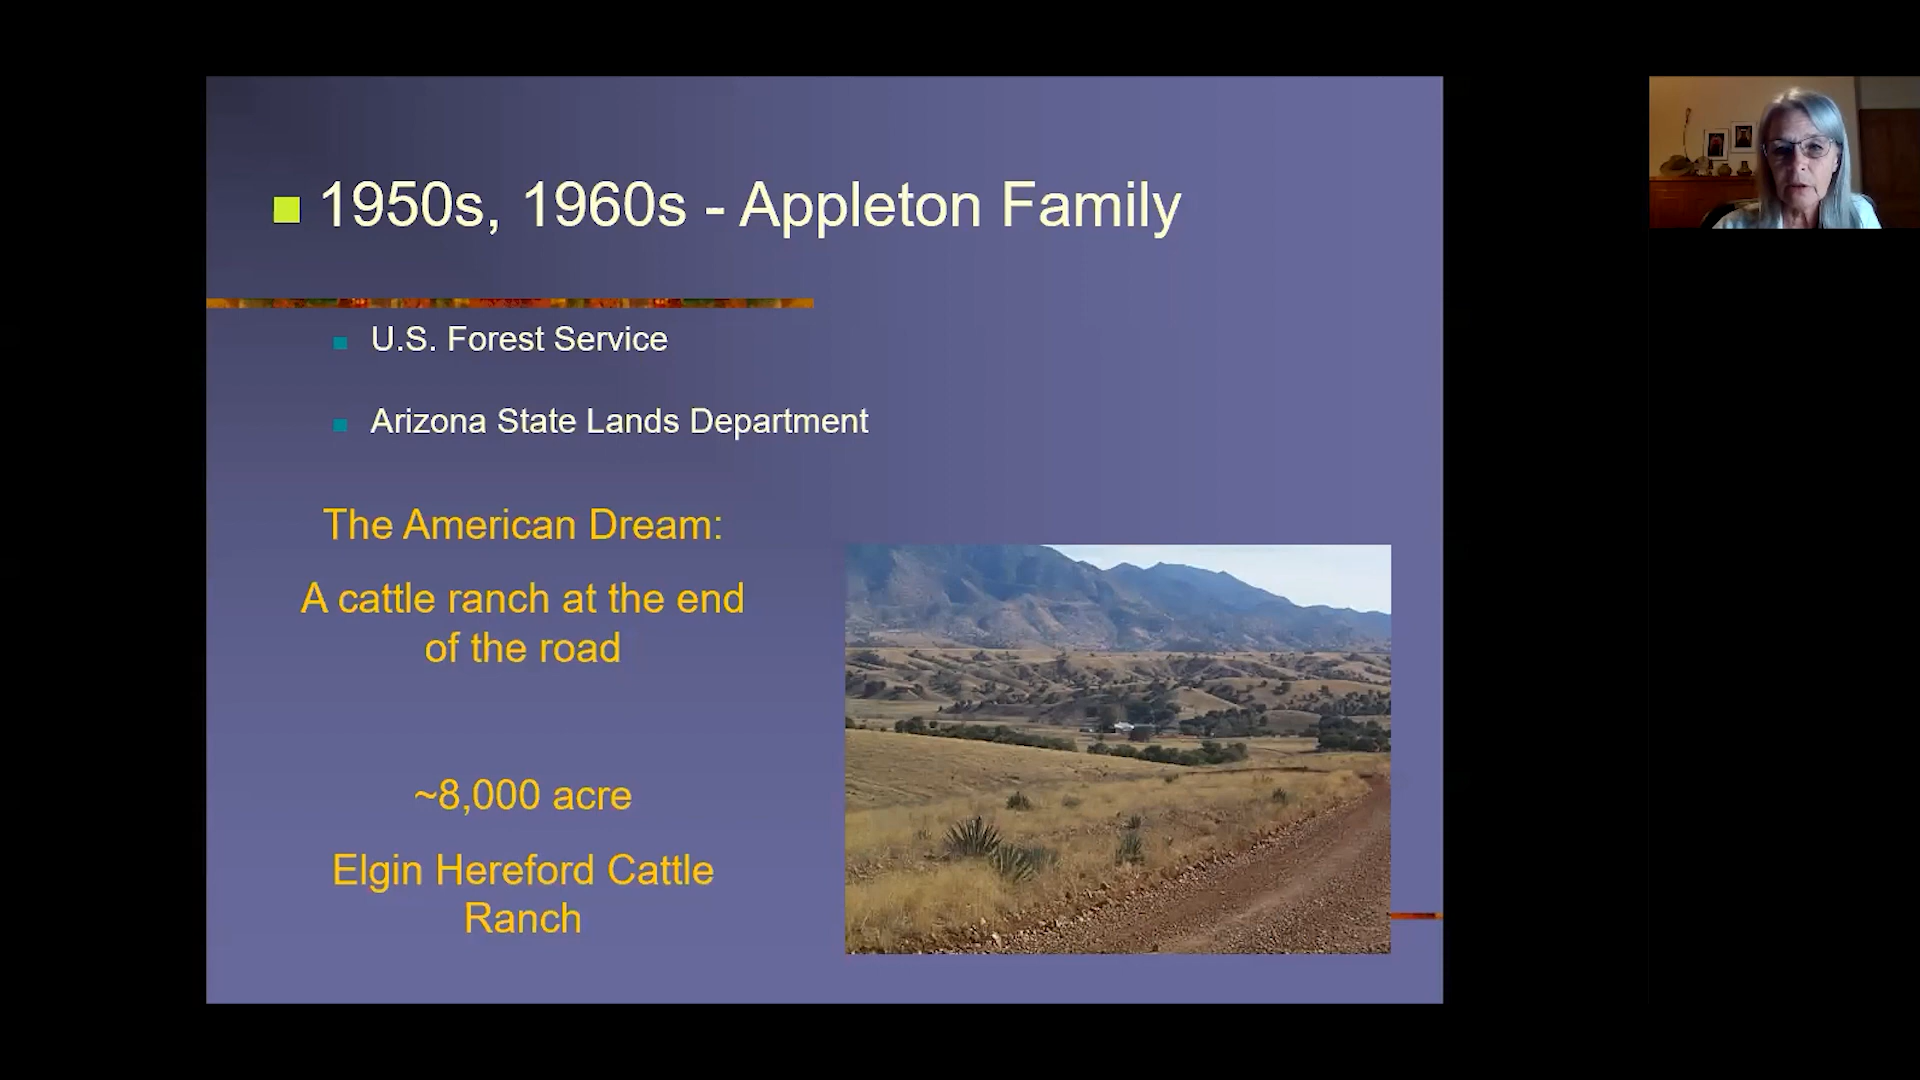 1950s, 1960s - Appleton Family
U.S. Forest Service
Arizona State Lands Department
The American Dream:
A cattle ranch at the end
of the road
~8,000 acre
Elgin Hereford Cattle
Ranch